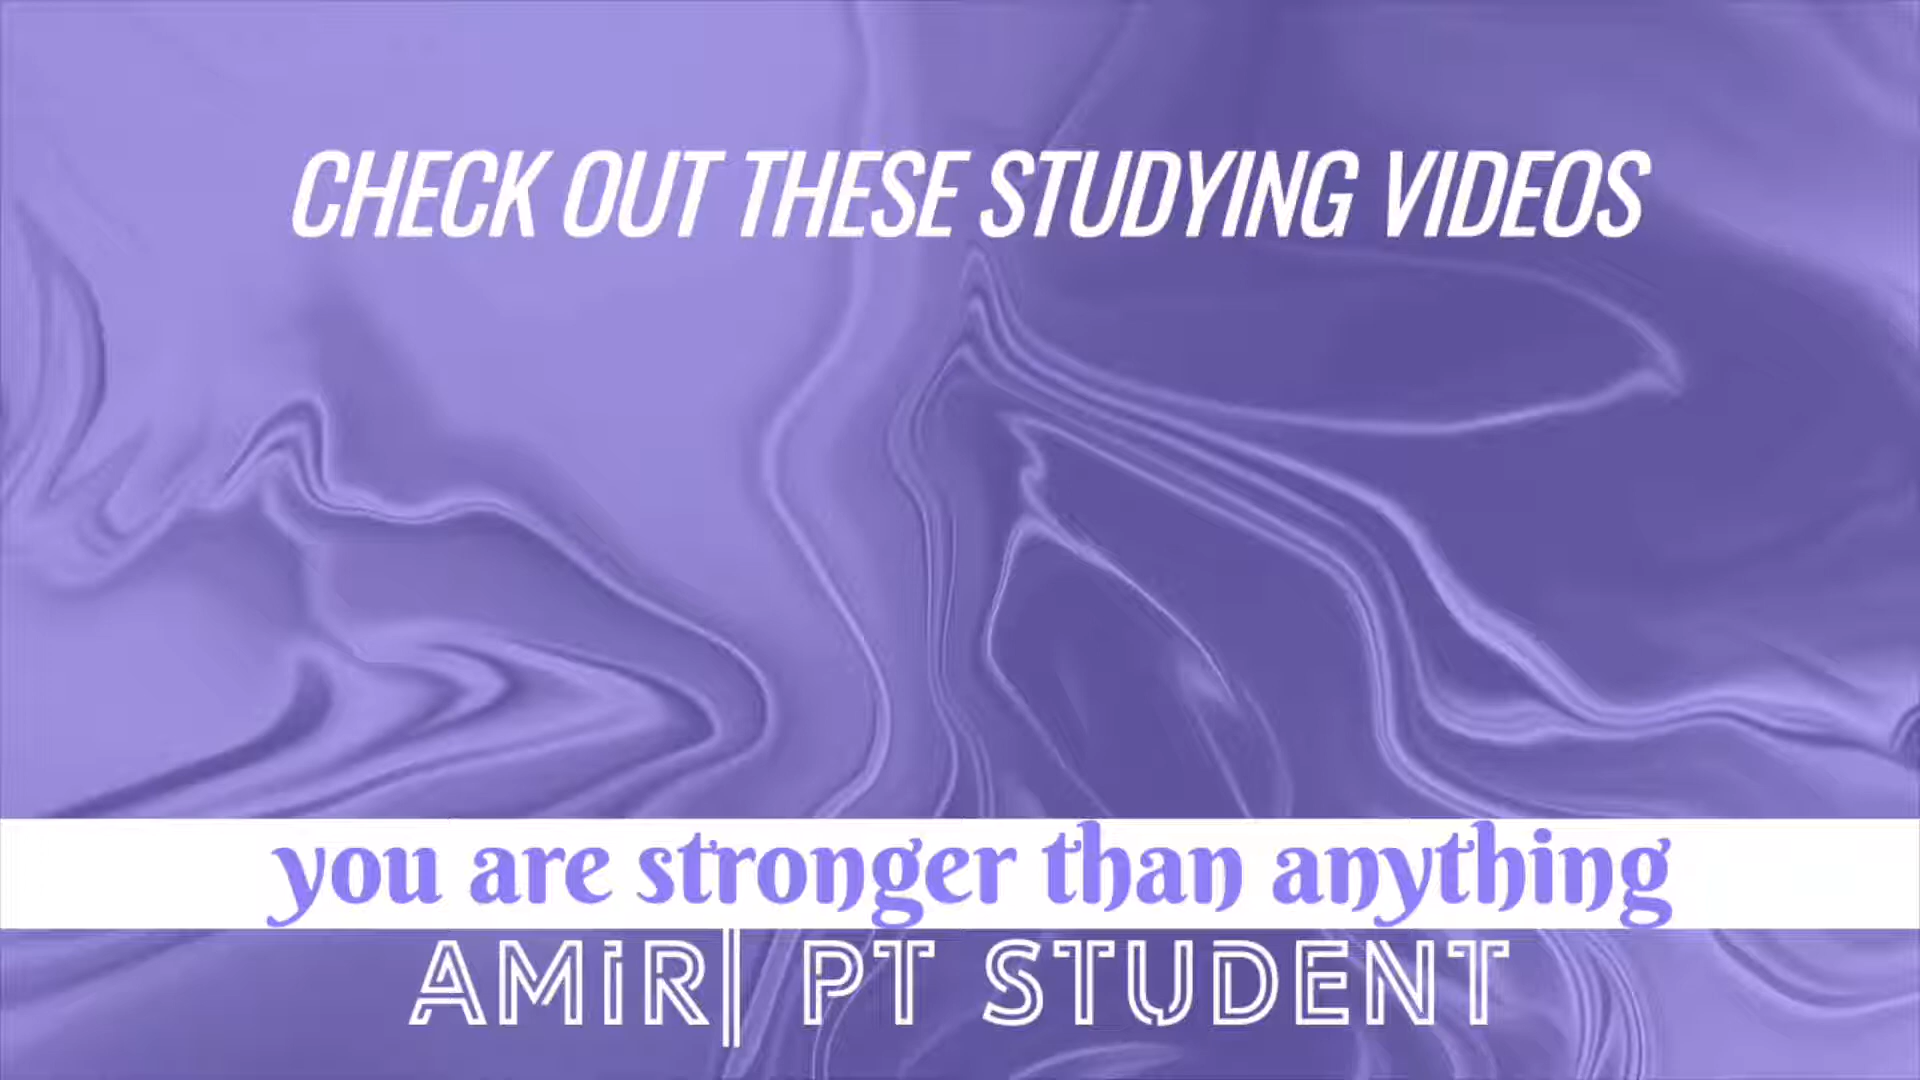 CHECK OUT THESE STUDYING VIDEOS
you are stronger than anything
AMiR| PT STUDENT